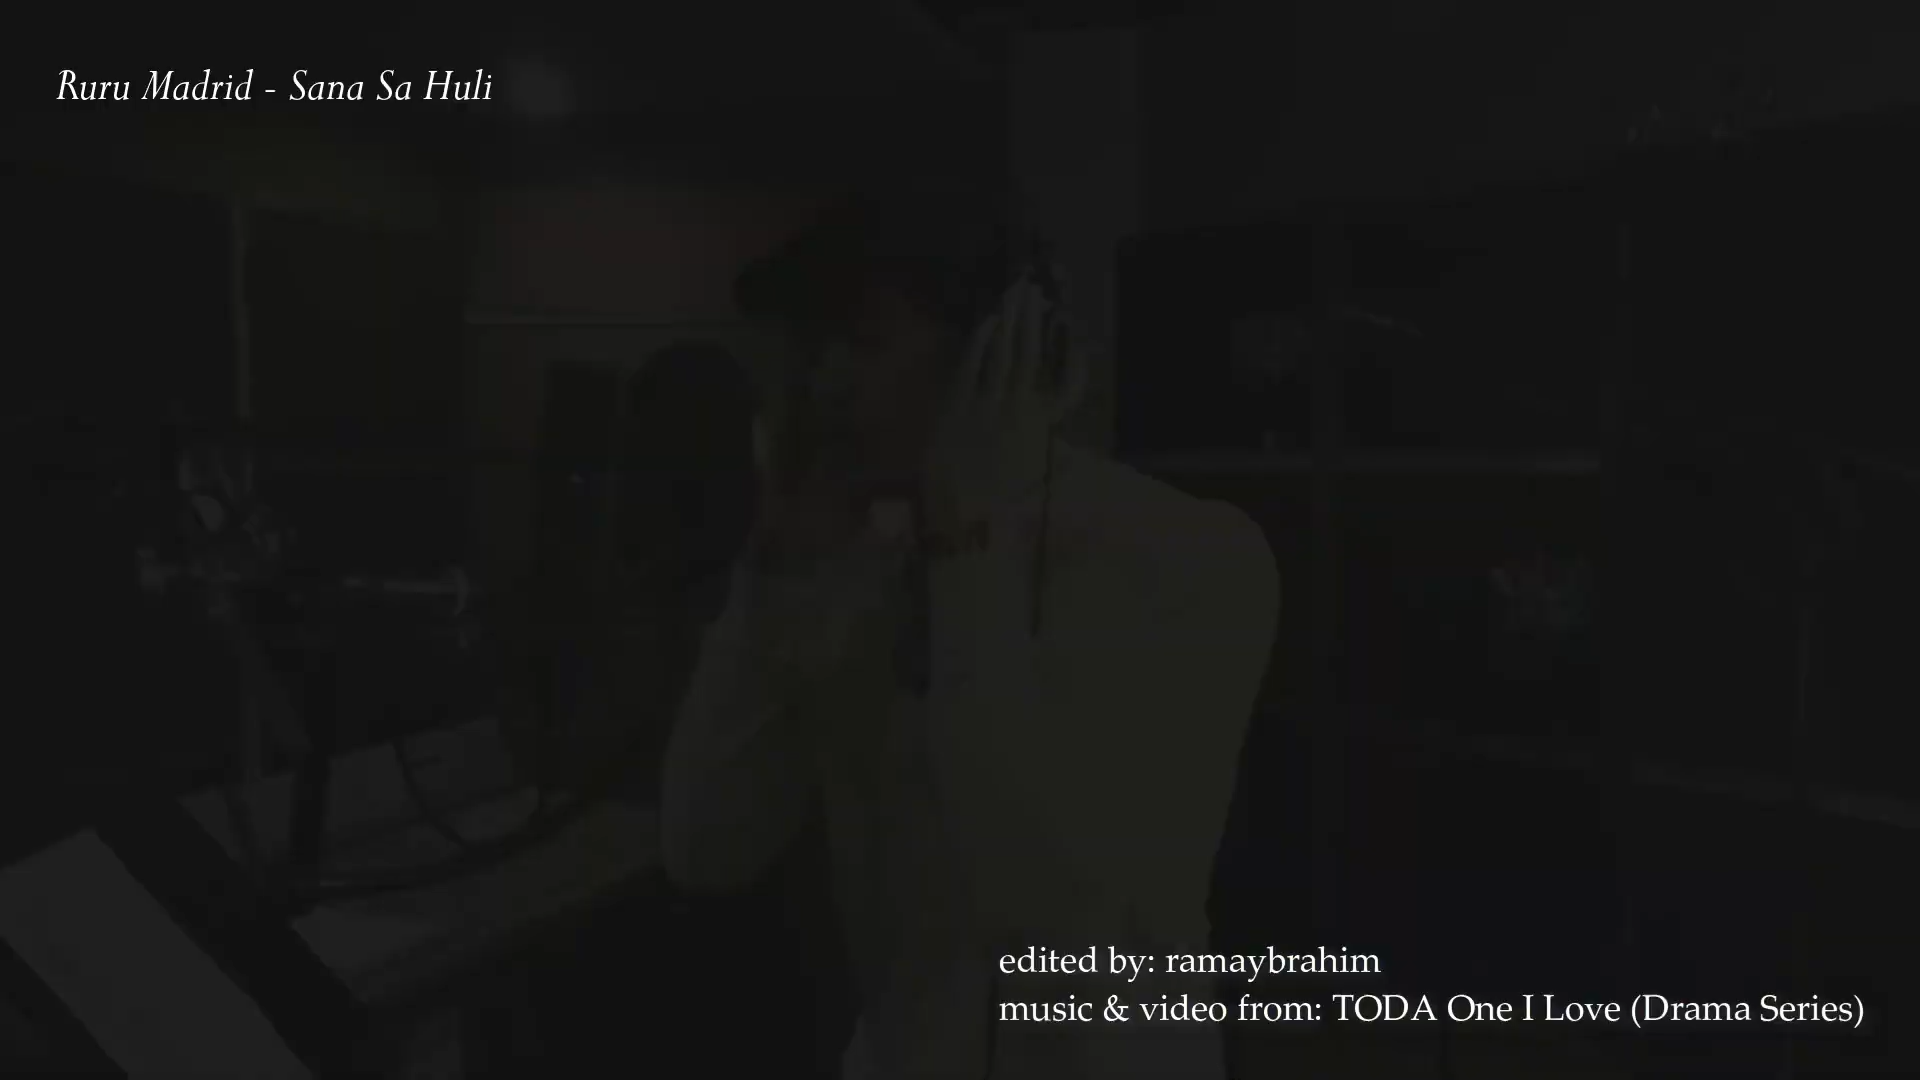 Ruru Madrid - Sana Sa Huli
edited by: ramaybrahim
music & video from: TODA One I Love (Drama Series)